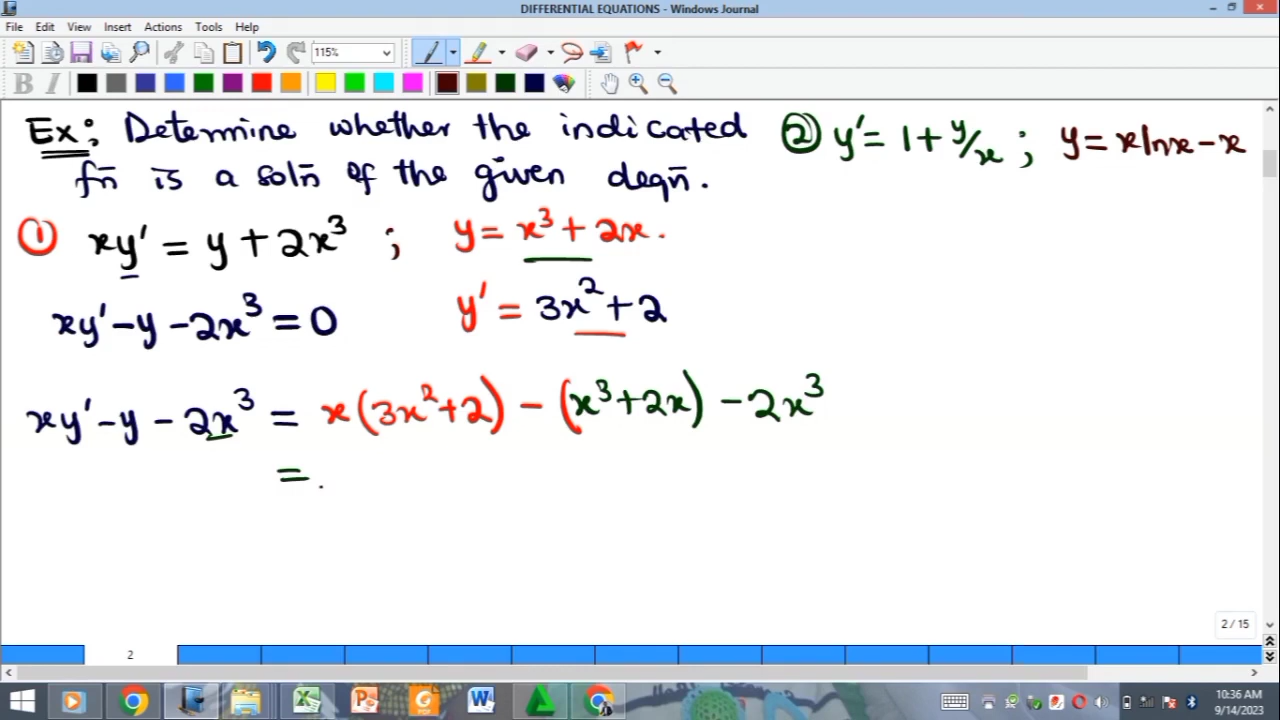 DIFFERENTIAL EQUATIONS - Windows Journal
File Edit View Insert Actions Tools Help
115%
B I
Ex: Determine whether the indicated
fn̄ is a soln̄ of the given deqn̄.
① xy' = y + 2x³ ; y = x³ + 2x.
xy' - y - 2x³ = 0 y' = 3x² + 2
xy' - y - 2x³ = x(3x²+2) - (x³+2x) - 2x³
= .
② y' = 1 + y/x ; y = xlnx - x
2 / 15
2
10:36 AM
9/14/2023